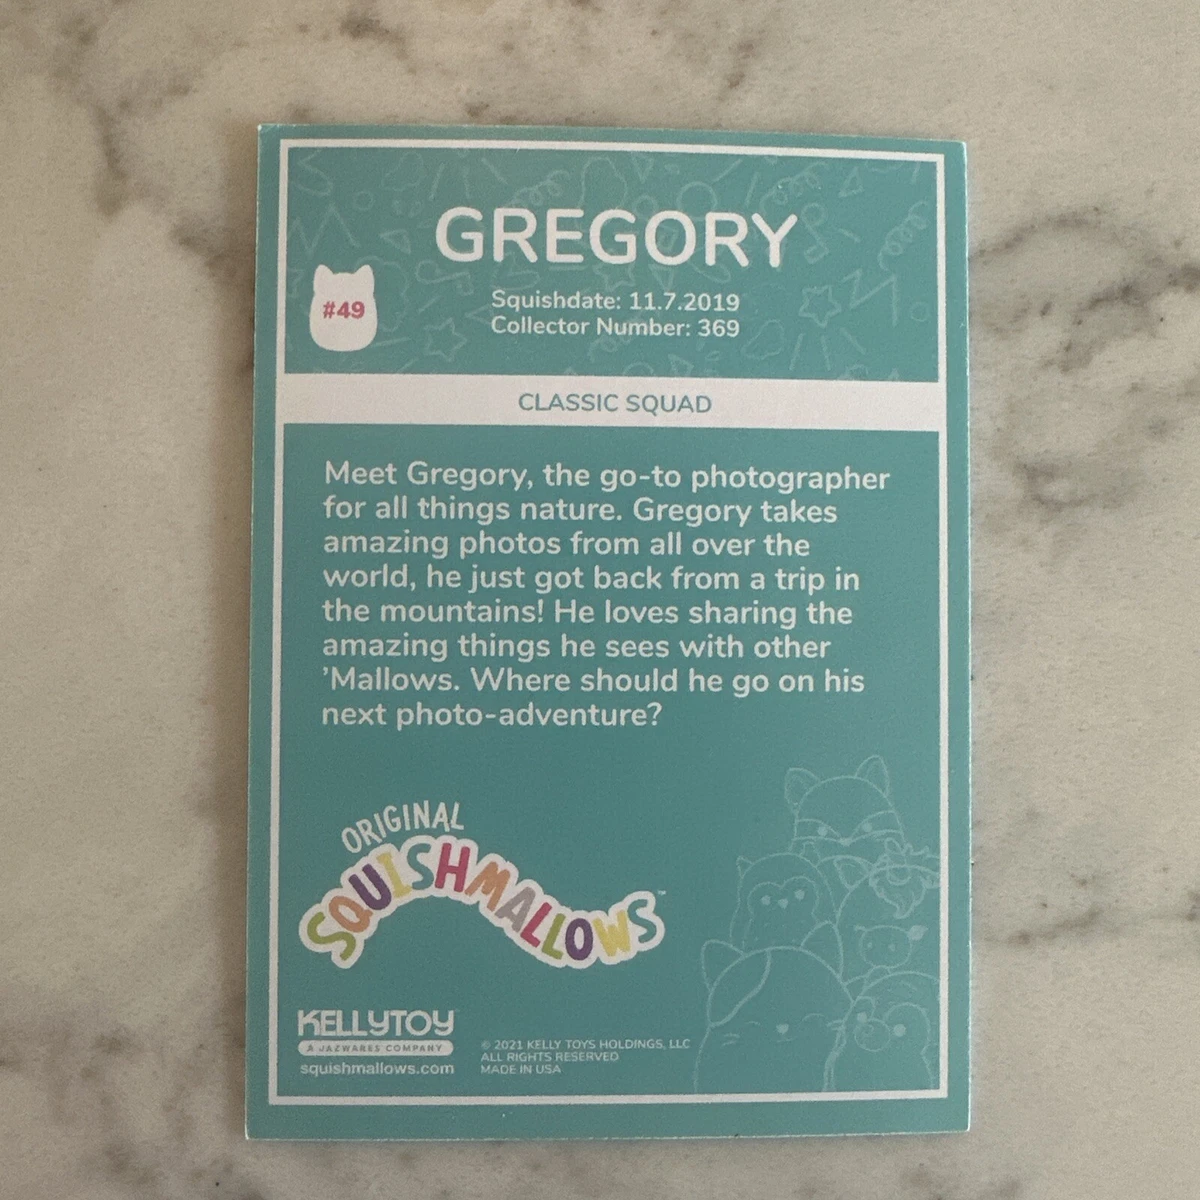 GREGORY
#49
Squishdate: 11.7.2019
Collector Number: 369
CLASSIC SQUAD
Meet Gregory, the go-to photographer
for all things nature. Gregory takes
amazing photos from all over the
world, he just got back from a trip in
the mountains! He loves sharing the
amazing things he sees with other
'Mallows. Where should he go on his
next photo-adventure?
ORIGINAL
SQUISHMALLOWS™
KELLYTOY
A JAZWARES COMPANY
squishmallows.com
© 2021 KELLY TOYS HOLDINGS, LLC
ALL RIGHTS RESERVED
MADE IN USA